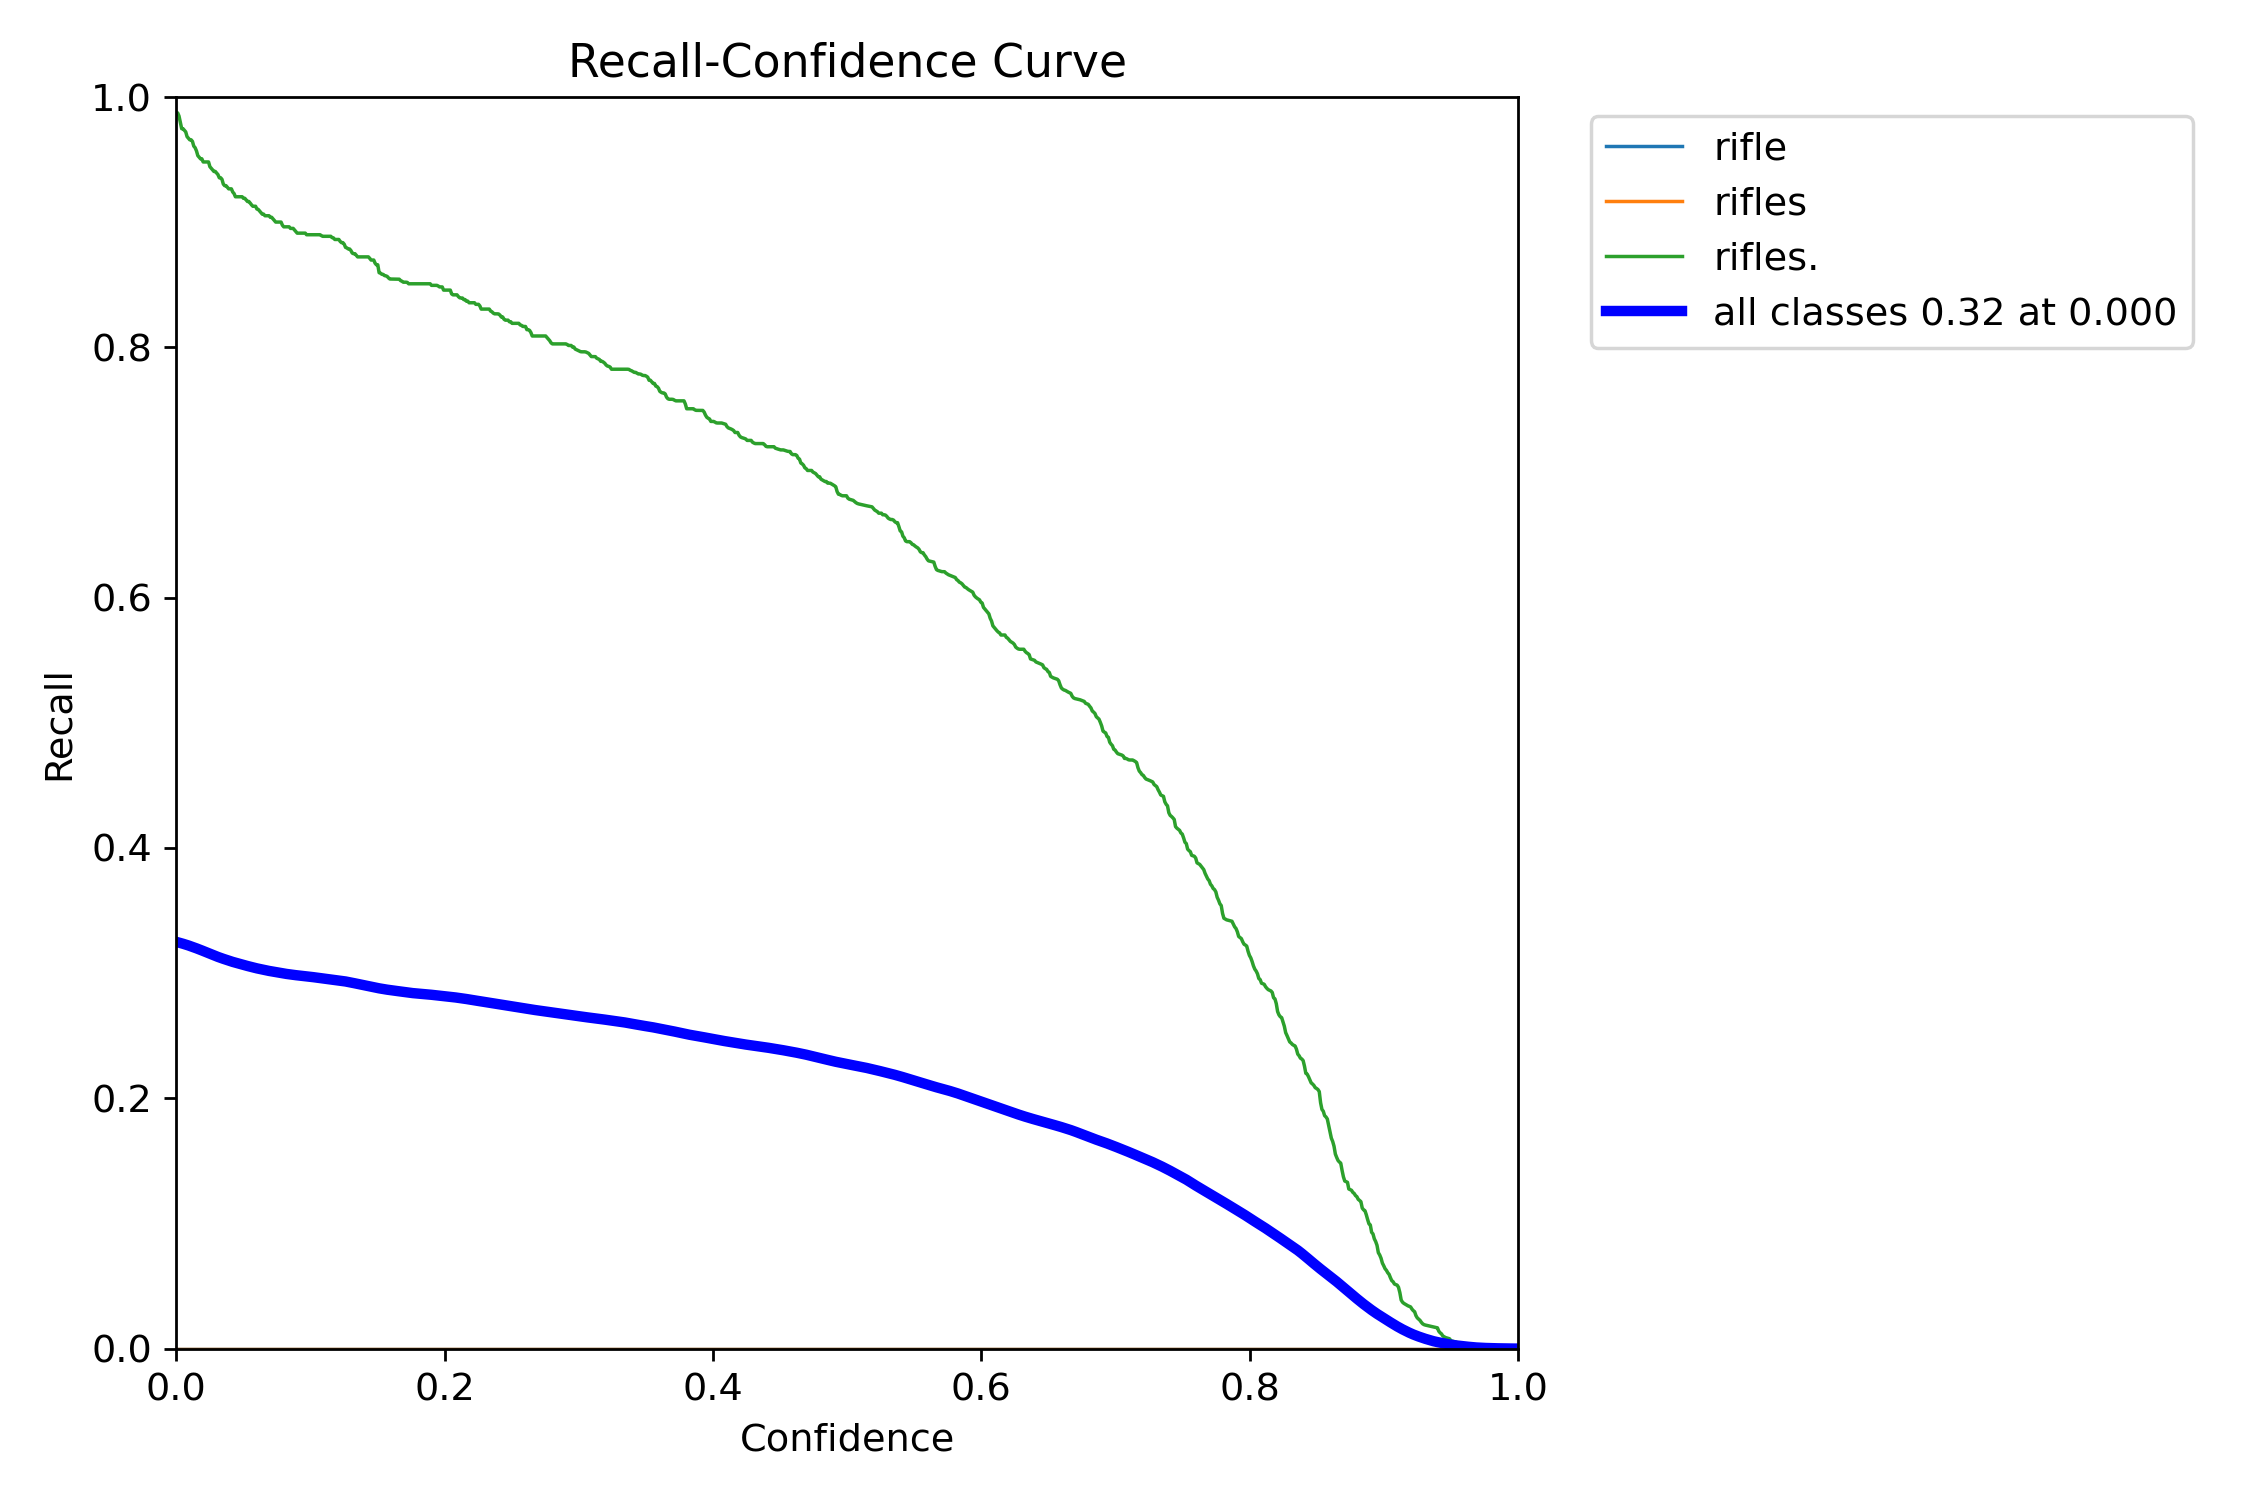 Recall-Confidence Curve
1.0
0.8
0.6
0.4
0.2
0.0
Recall
0.0 0.2 0.4 0.6 0.8 1.0
Confidence
rifle
rifles
rifles.
all classes 0.32 at 0.000